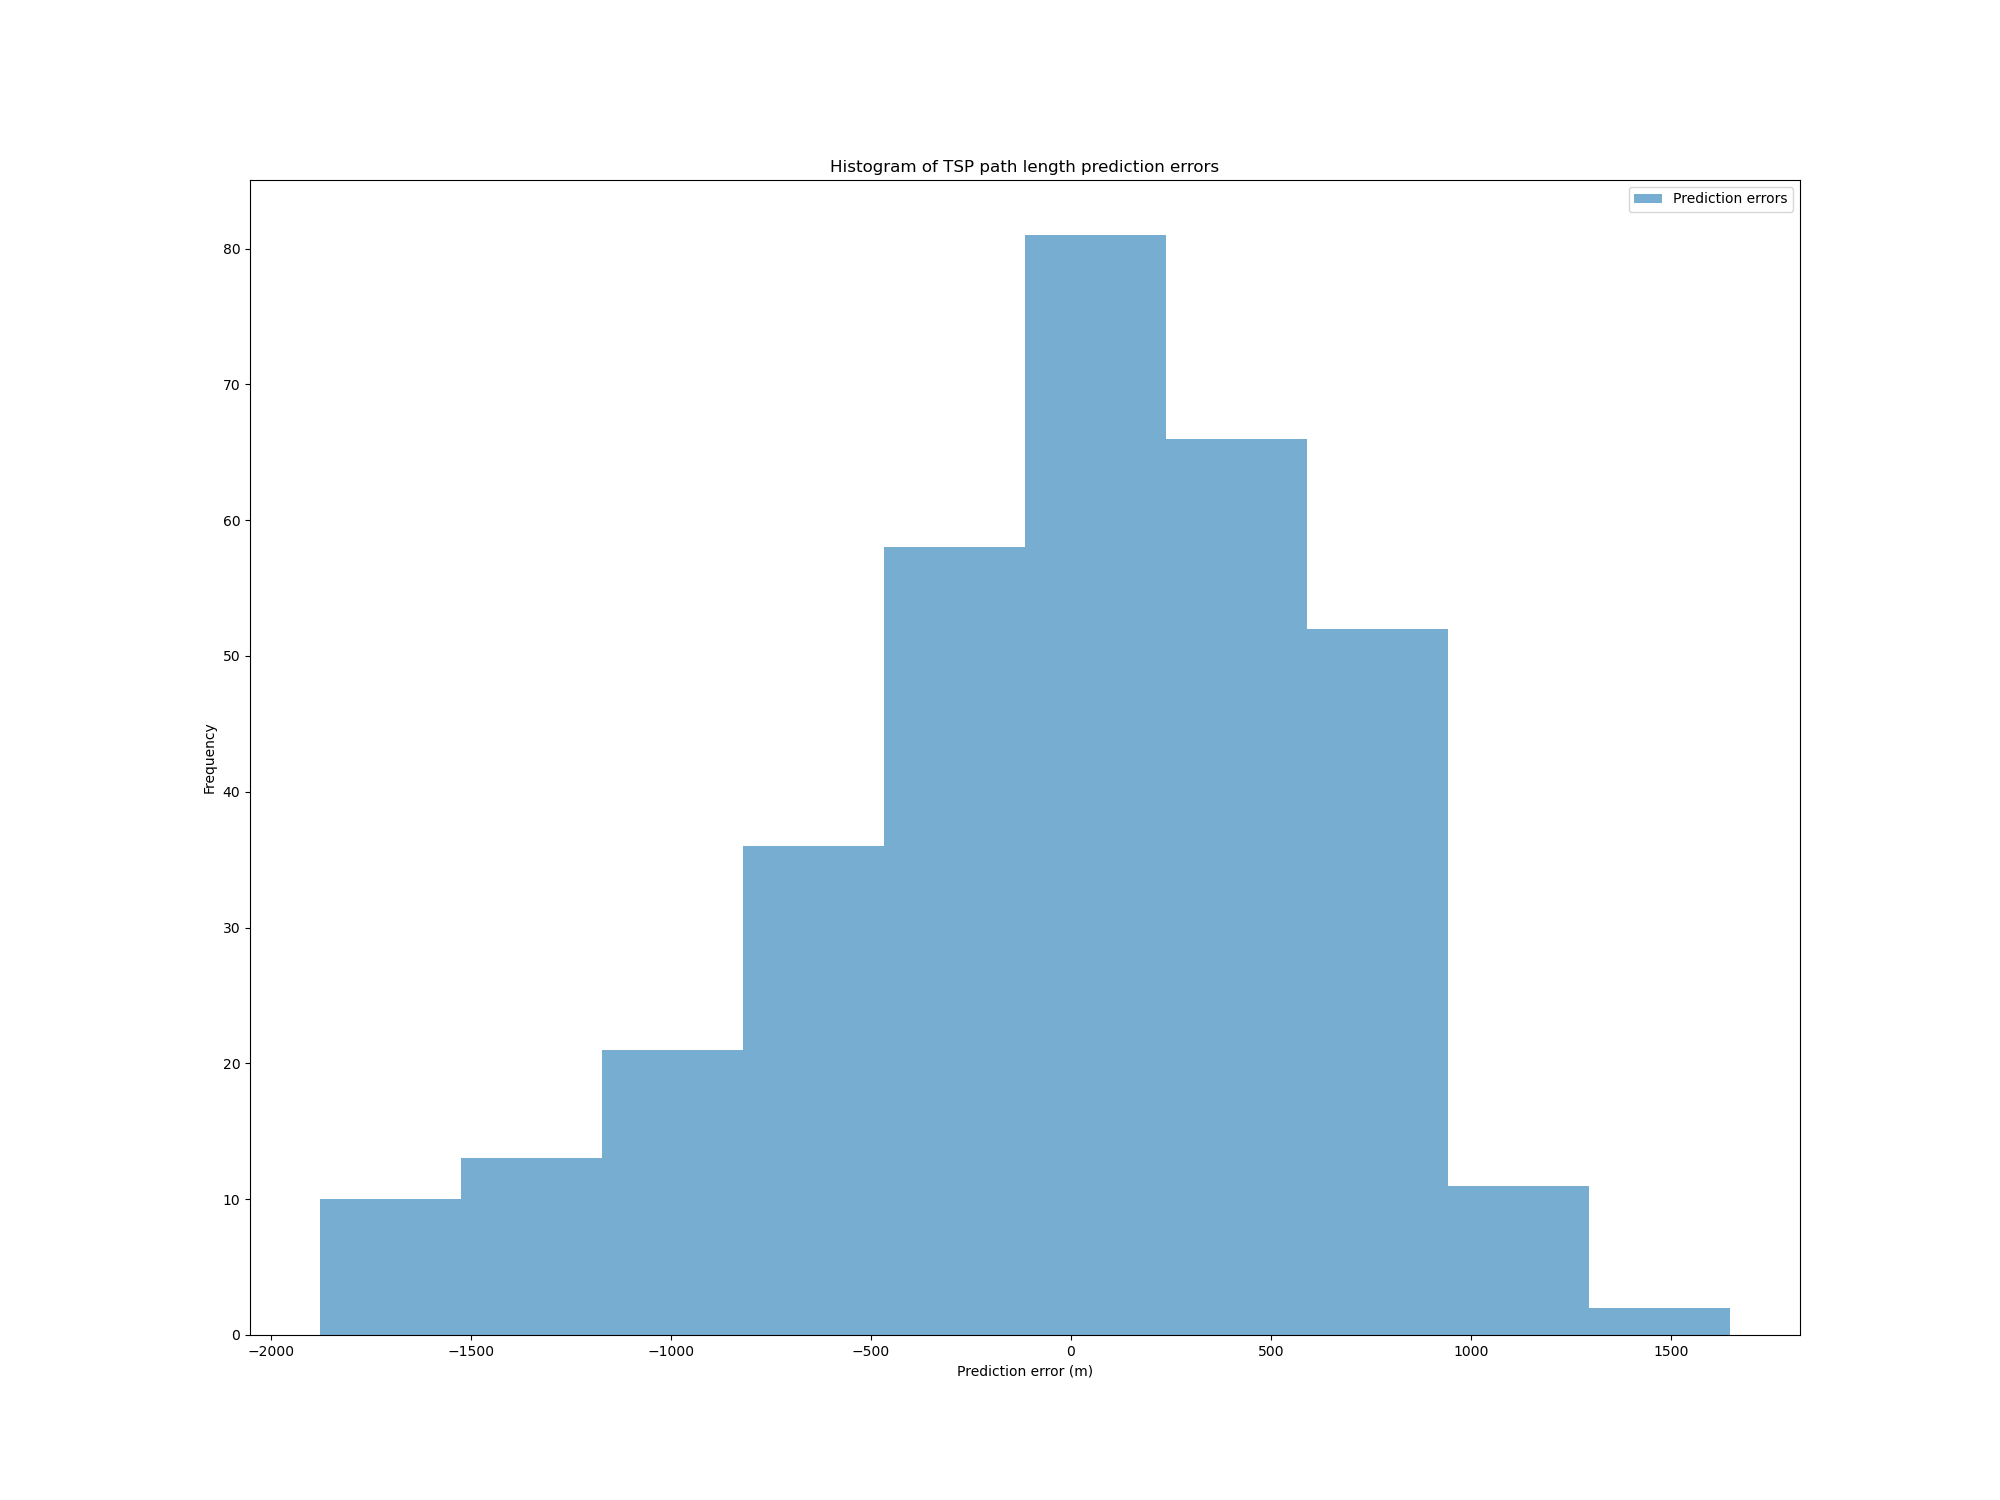 Histogram of TSP path length prediction errors
Prediction errors
80
70
60
50
40
30
20
10
0
Frequency
−2000 −1500 −1000 −500 0 500 1000 1500
Prediction error (m)